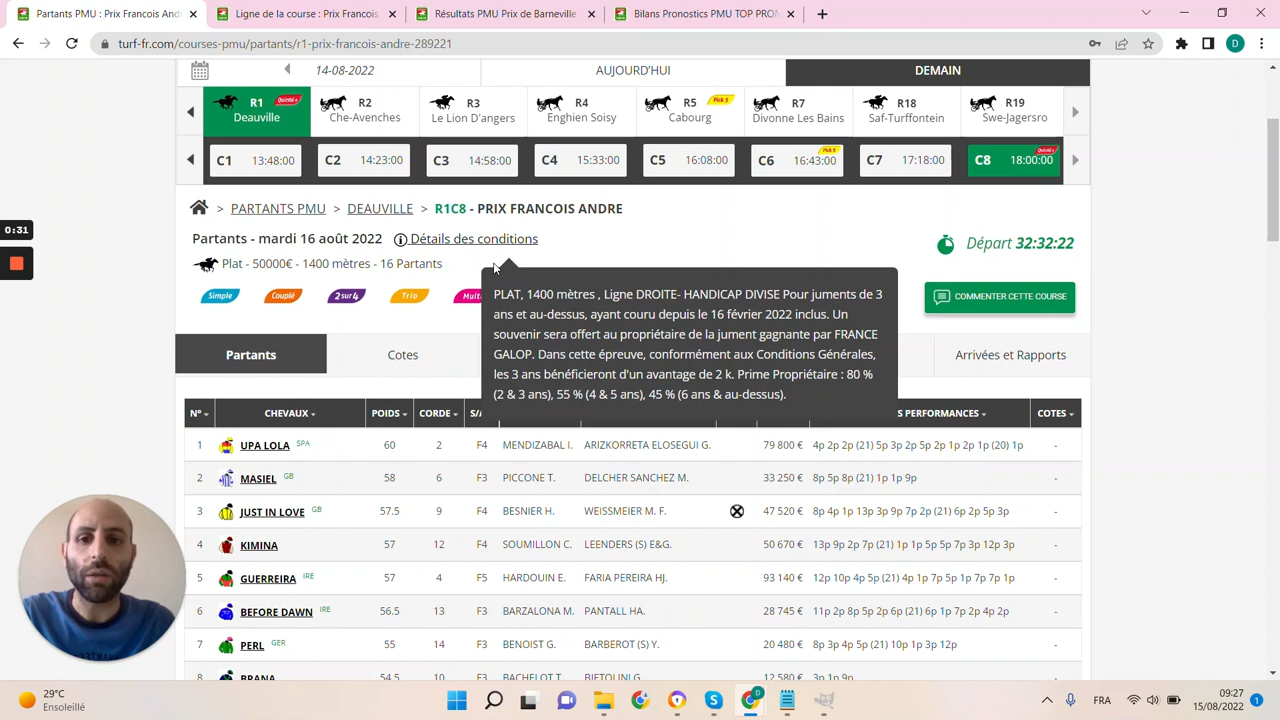 Partants PMU : Prix Francois And
Ligne de la course : Prix Francois
Résultats PMU Prix de Barneville
Bilans Pronostics PMU TOP PRON
turf-fr.com/courses-pmu/partants/r1-prix-francois-andre-289221
D
14-08-2022
AUJOURD'HUI
DEMAIN
R1 Quinté+
Deauville
R2
Che-Avenches
R3
Le Lion D'angers
R4
Enghien Soisy
R5 Pick 5
Cabourg
R7
Divonne Les Bains
R18
Saf-Turffontein
R19
Swe-Jagersro
C1 13:48:00
C2 14:23:00
C3 14:58:00
C4 15:33:00
C5 16:08:00
C6 16:43:00 Pick 5
C7 17:18:00
C8 18:00:00 Quinté+
> PARTANTS PMU > DEAUVILLE > R1C8 - PRIX FRANCOIS ANDRE
0:31
Partants - mardi 16 août 2022 Détails des conditions
Départ 32:32:22
Plat - 50000€ - 1400 mètres - 16 Partants
Simple Couplé 2sur4 Trio Multi
COMMENTER CETTE COURSE
PLAT, 1400 mètres , Ligne DROITE- HANDICAP DIVISE Pour juments de 3
ans et au-dessus, ayant couru depuis le 16 février 2022 inclus. Un
souvenir sera offert au propriétaire de la jument gagnante par FRANCE
GALOP. Dans cette épreuve, conformément aux Conditions Générales,
les 3 ans bénéficieront d'un avantage de 2 k. Prime Propriétaire : 80 %
(2 & 3 ans), 55 % (4 & 5 ans), 45 % (6 ans & au-dessus).
Partants
Cotes
Arrivées et Rapports
N° CHEVAUX POIDS CORDE S/A S PERFORMANCES COTES
1 UPA LOLA SPA 60 2 F4 MENDIZABAL I. ARIZKORRETA ELOSEGUI G. 79 800 € 4p 2p 2p (21) 5p 3p 2p 5p 2p 1p 2p 1p (20) 1p -
2 MASIEL GB 58 6 F3 PICCONE T. DELCHER SANCHEZ M. 33 250 € 8p 5p 8p (21) 1p 1p 9p -
3 JUST IN LOVE GB 57.5 9 F4 BESNIER H. WEISSMEIER M. F. 47 520 € 8p 4p 1p 13p 3p 9p 7p 2p (21) 6p 2p 5p 3p -
4 KIMINA 57 12 F4 SOUMILLON C. LEENDERS (S) E&G. 50 670 € 13p 9p 2p 7p (21) 1p 1p 5p 5p 7p 3p 12p 3p -
5 GUERREIRA IRE 57 4 F5 HARDOUIN E. FARIA PEREIRA HJ. 93 140 € 12p 10p 4p 5p (21) 4p 1p 7p 5p 1p 7p 7p 1p -
6 BEFORE DAWN IRE 56.5 13 F3 BARZALONA M. PANTALL HA. 28 745 € 11p 2p 8p 5p 2p 6p (21) 6p 1p 7p 2p 4p 2p -
7 PERL GER 55 14 F3 BENOIST G. BARBEROT (S) Y. 20 480 € 8p 3p 4p 5p (21) 10p 1p 3p 12p -
8 BRANA 54.5 10 F3 BACHELOT T. BIETOLINI G. 12 580 € 3p 1p 9p -
29°C
Ensoleillé
FRA
09:27
15/08/2022
1